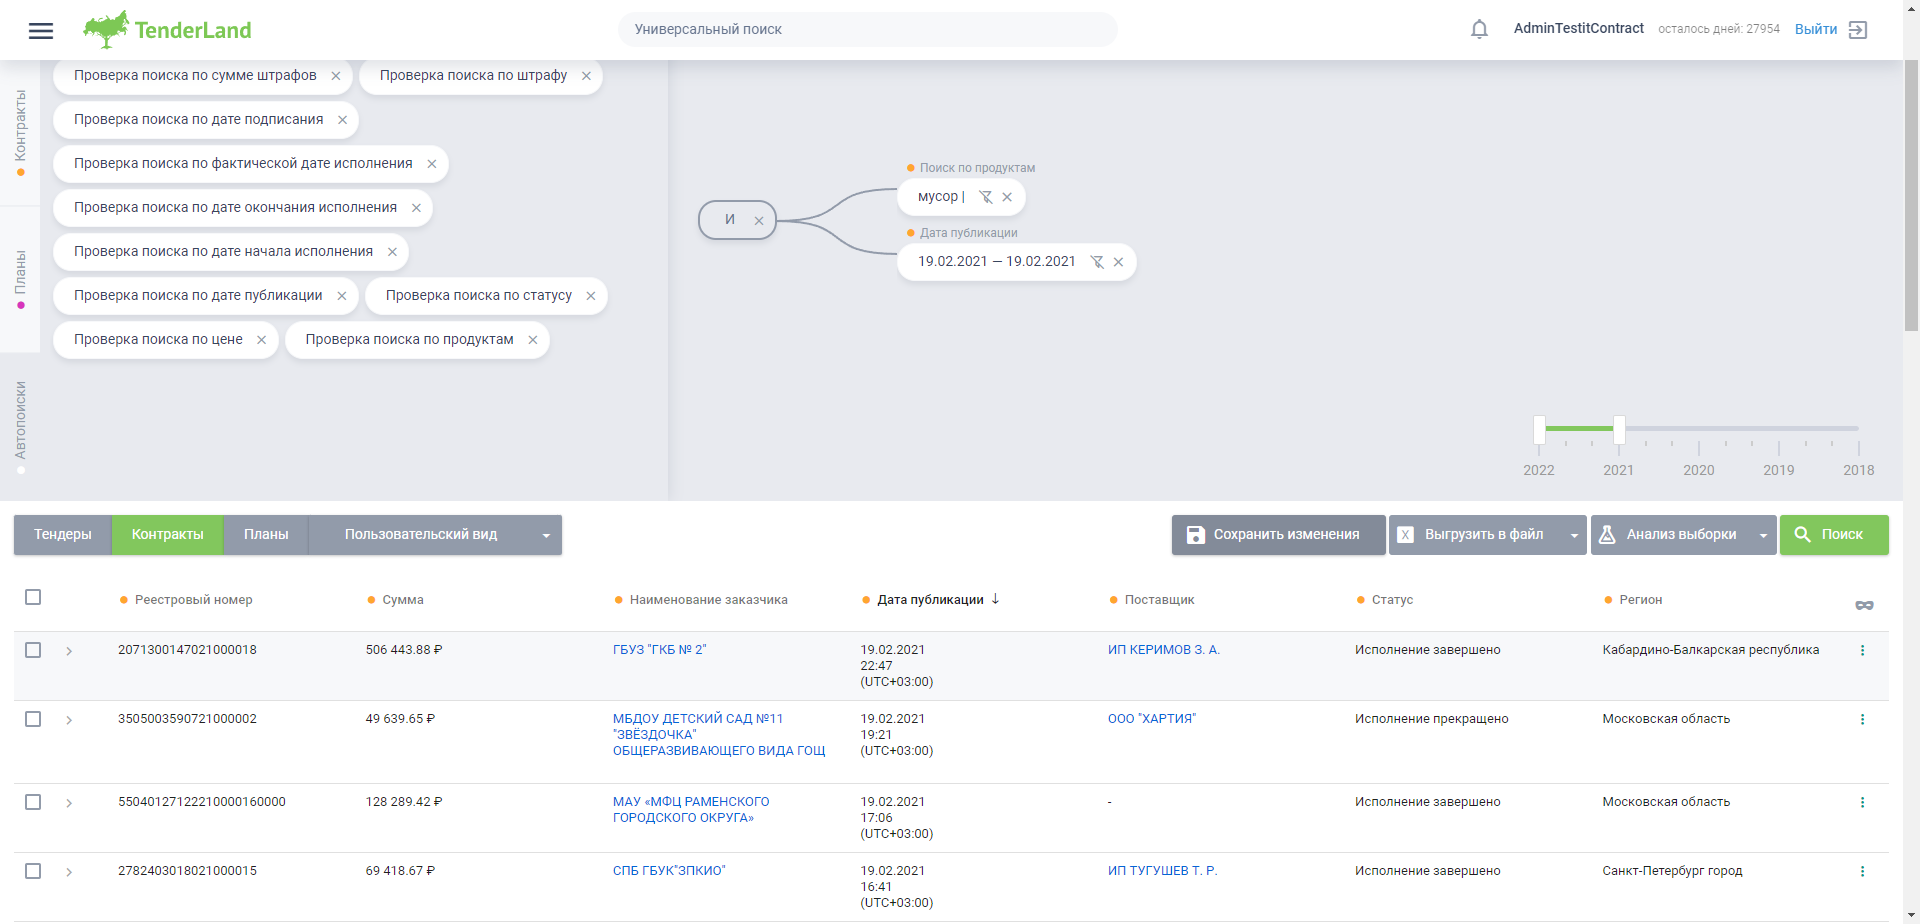 TenderLand
Универсальный поиск
AdminTestitContract
осталось дней: 27954
Выйти
Контракты
Планы
Автопоиски
Проверка поиска по сумме штрафов
Проверка поиска по штрафу
Проверка поиска по дате подписания
Проверка поиска по фактической дате исполнения
Проверка поиска по дате окончания исполнения
Проверка поиска по дате начала исполнения
Проверка поиска по дате публикации
Проверка поиска по статусу
Проверка поиска по цене
Проверка поиска по продуктам
И
Поиск по продуктам
мусор |
Дата публикации
19.02.2021 — 19.02.2021
2022 2021 2020 2019 2018
Тендеры Контракты Планы Пользовательский вид
Сохранить изменения
Выгрузить в файл
Анализ выборки
Поиск
Реестровый номер Сумма Наименование заказчика Дата публикации Поставщик Статус Регион
2071300147021000018 506 443.88 ₽ ГБУЗ "ГКБ № 2" 19.02.2021 ИП КЕРИМОВ З. А. Исполнение завершено Кабардино-Балкарская республика
22:47
(UTC+03:00)
3505003590721000002 49 639.65 ₽ МБДОУ ДЕТСКИЙ САД №11 19.02.2021 ООО "ХАРТИЯ" Исполнение прекращено Московская область
"ЗВЁЗДОЧКА" 19:21
ОБЩЕРАЗВИВАЮЩЕГО ВИДА ГОЩ (UTC+03:00)
55040127122210000160000 128 289.42 ₽ МАУ «МФЦ РАМЕНСКОГО 19.02.2021 - Исполнение завершено Московская область
ГОРОДСКОГО ОКРУГА» 17:06
(UTC+03:00)
2782403018021000015 69 418.67 ₽ СПБ ГБУК"ЗПКИО" 19.02.2021 ИП ТУГУШЕВ Т. Р. Исполнение завершено Санкт-Петербург город
16:41
(UTC+03:00)